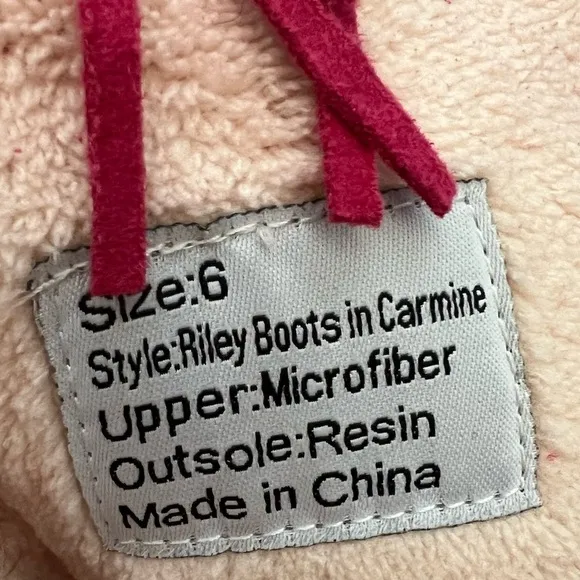 Size:6
Style:Riley Boots in Carmine
Upper:Microfiber
Outsole:Resin
Made in China